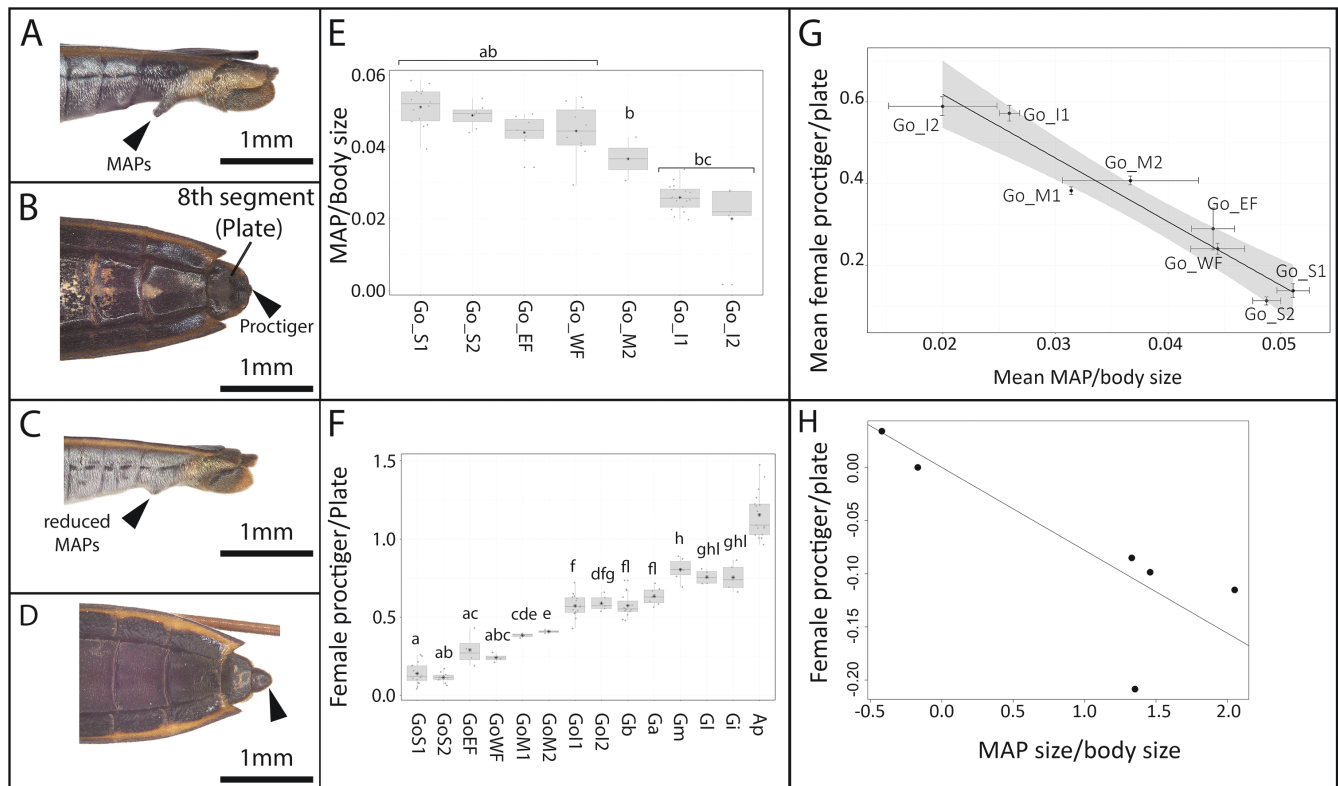 A
MAPs
1mm
B
8th segment
(Plate)
Proctiger
1mm
C
reduced
MAPs
1mm
D
1mm
E
MAP/Body size
0.06
0.04
0.02
0.00
ab
b
bc
Go_S1
Go_S2
Go_EF
Go_WF
Go_M2
Go_I1
Go_I2
F
Female proctiger/Plate
1.5
1.0
0.5
0.0
a
ab
ac
abc
cde
e
f
dfg
fl
fl
h
ghl
ghl
GoS1
GoS2
GoEF
GoWF
GoM1
GoM2
GoI1
GoI2
Gb
Ga
Gm
Gl
Gi
Ap
G
Mean female proctiger/plate
0.6
0.4
0.2
Go_I2
Go_I1
Go_M2
Go_M1
Go_EF
Go_WF
Go_S1
Go_S2
0.02
0.03
0.04
0.05
Mean MAP/body size
H
Female proctiger/plate
0.00
-0.05
-0.10
-0.15
-0.20
-0.5
0.0
0.5
1.0
1.5
2.0
MAP size/body size